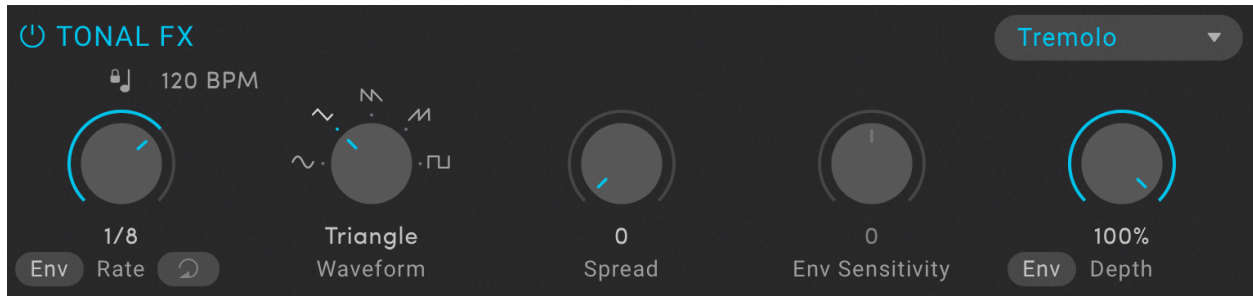 TONAL FX
Tremolo
120 BPM
1/8
Triangle
0
0
100%
Env Rate
Waveform
Spread
Env Sensitivity
Env Depth